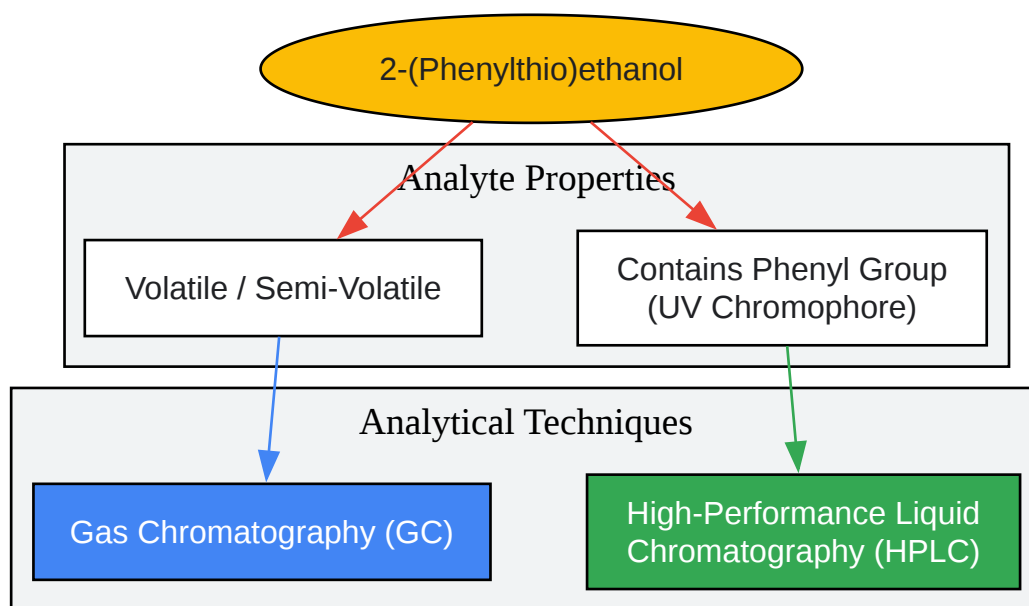 2-(Phenylthio)ethanol
Analyte Properties
Volatile / Semi-Volatile
Contains Phenyl Group
(UV Chromophore)
Analytical Techniques
Gas Chromatography (GC)
High-Performance Liquid
Chromatography (HPLC)